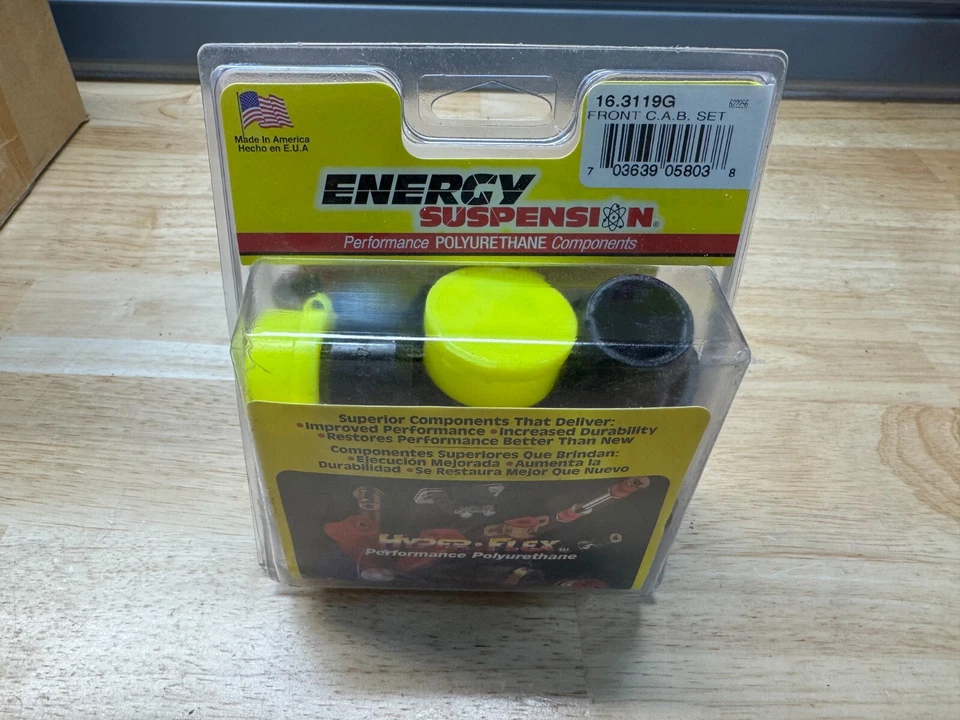 Made In America
Hecho en E.U.A
16.3119G
622256
FRONT C.A.B. SET
7 03639 05803 8
ENERGY
SUSPENSION®
Performance POLYURETHANE Components
Superior Components That Deliver:
•Improved Performance •Increased Durability
•Restores Performance Better Than New
Componentes Superiores Que Brindan:
•Ejecución Mejorada •Aumenta la
Durabilidad •Se Restaura Mejor Que Nuevo
HYPER•FLEX™
Performance Polyurethane